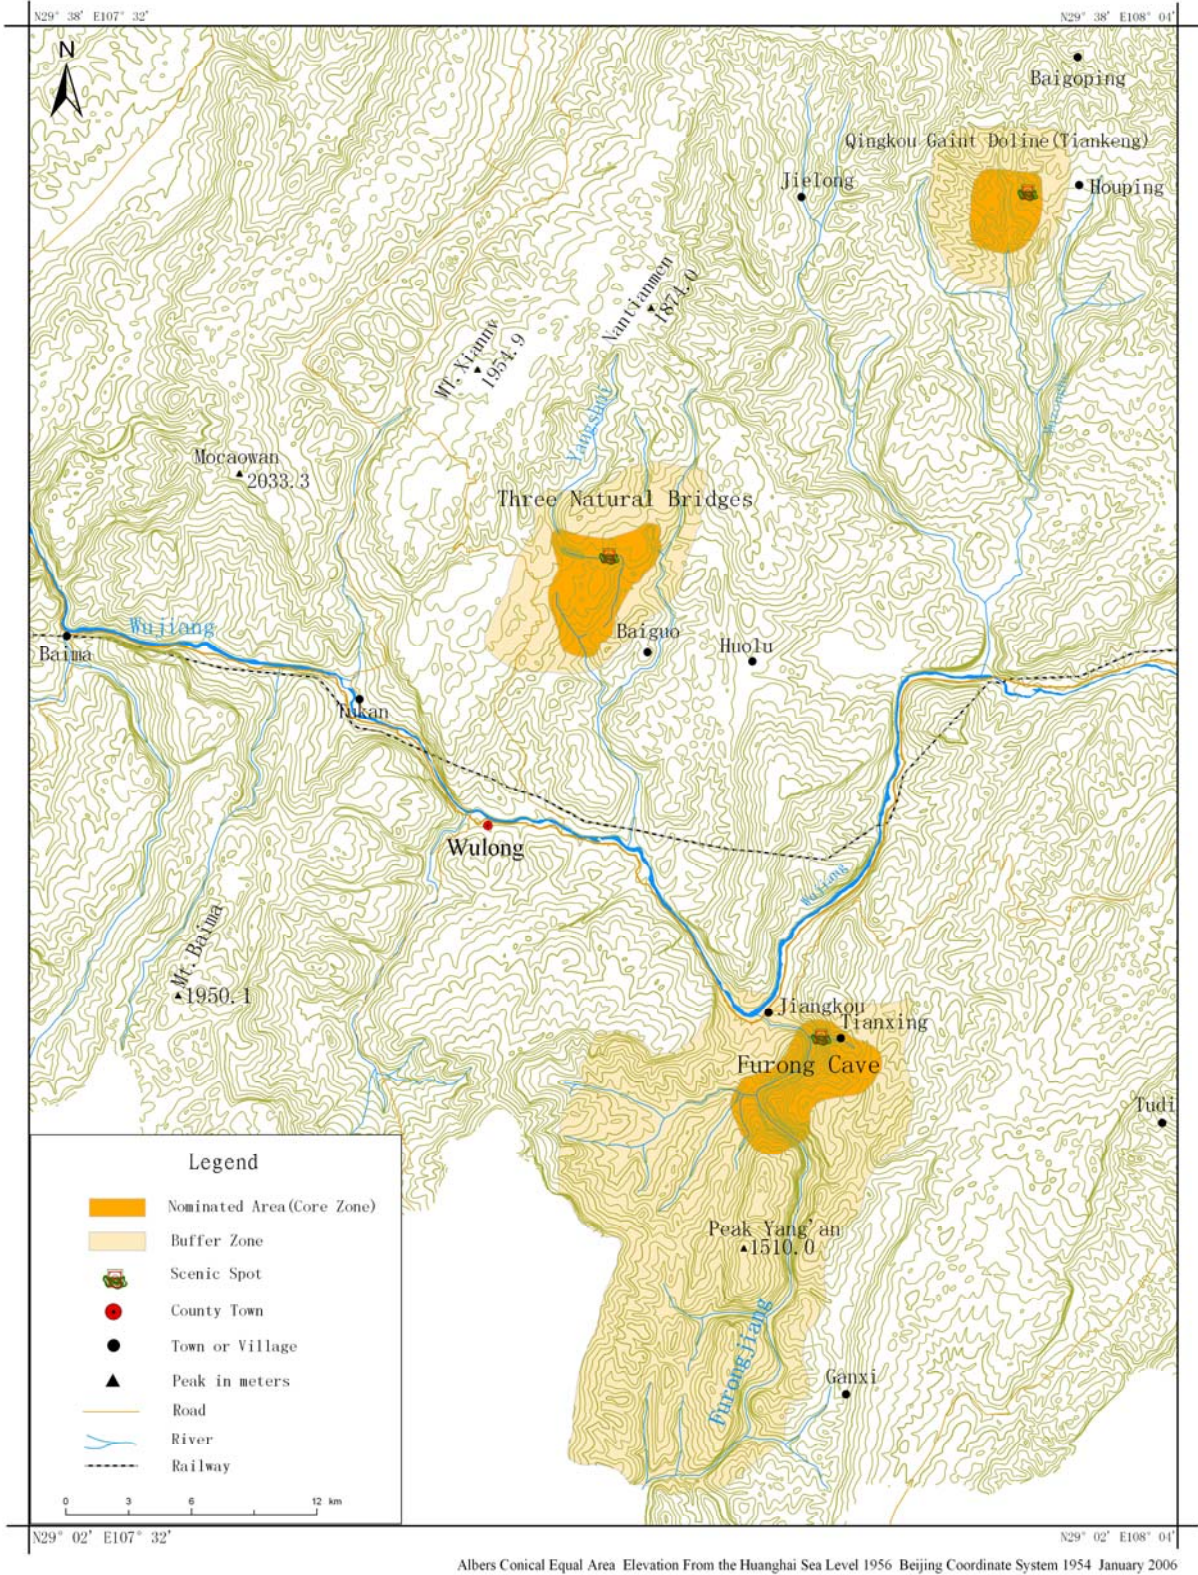 N29° 38′ E107° 32′
N29° 38′ E108° 04′
N
Baigoping
Qingkou Gaint Doline(Tiankeng)
Jielong
Houping
Nantianmen
1874.0
MT. Xianny
1954.9
Yangshui
Mocaowan
2033.3
Three Natural Bridges
Wujiang
Baima
Baiguo
Huolu
Tukan
Wulong
Wujiang
Mt.Baima
1950.1
Jiangkou
Tianxing
Furong Cave
Tudi
Peak Yang'an
1510.0
Furongjiang
Ganxi
Legend
Nominated Area(Core Zone)
Buffer Zone
Scenic Spot
County Town
Town or Village
Peak in meters
Road
River
Railway
0 3 6 12 km
N29° 02′ E107° 32′
N29° 02′ E108° 04′
Albers Conical Equal Area Elevation From the Huanghai Sea Level 1956 Beijing Coordinate System 1954 January 2006